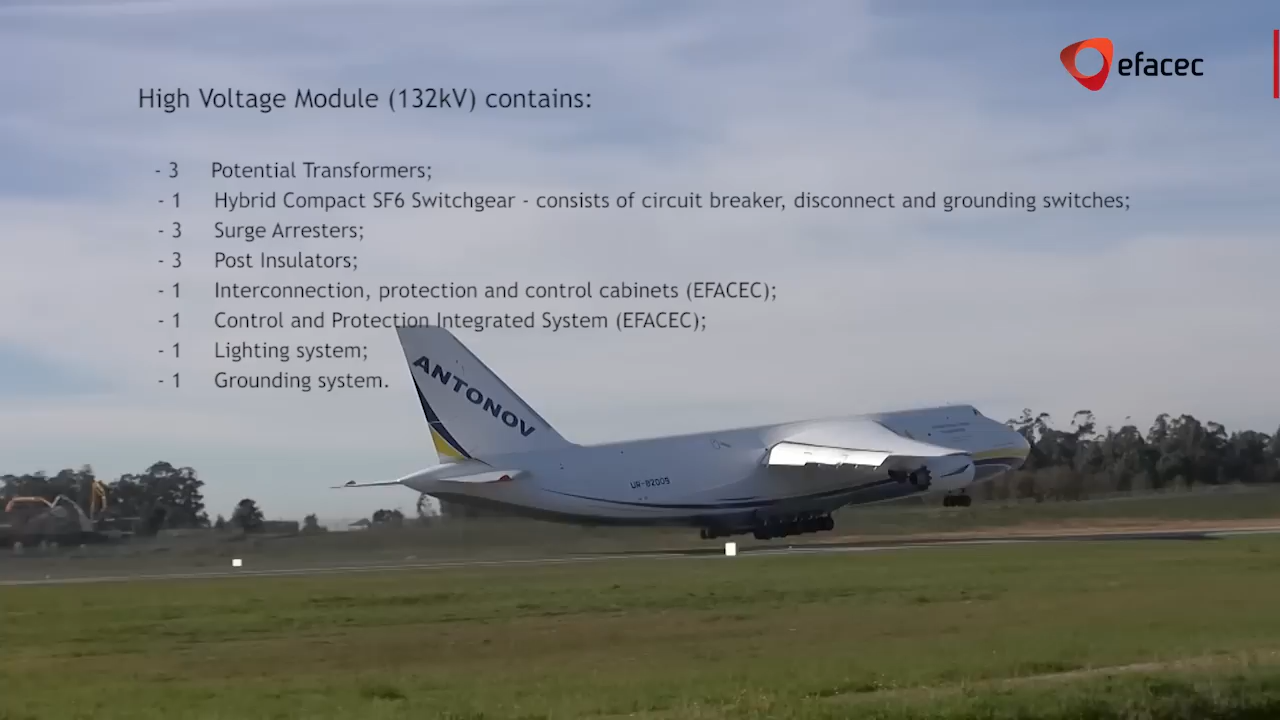 efacec
High Voltage Module (132kV) contains:
- 3 Potential Transformers;
- 1 Hybrid Compact SF6 Switchgear - consists of circuit breaker, disconnect and grounding switches;
- 3 Surge Arresters;
- 3 Post Insulators;
- 1 Interconnection, protection and control cabinets (EFACEC);
- 1 Control and Protection Integrated System (EFACEC);
- 1 Lighting system;
- 1 Grounding system.
ANTONOV
UR-82009